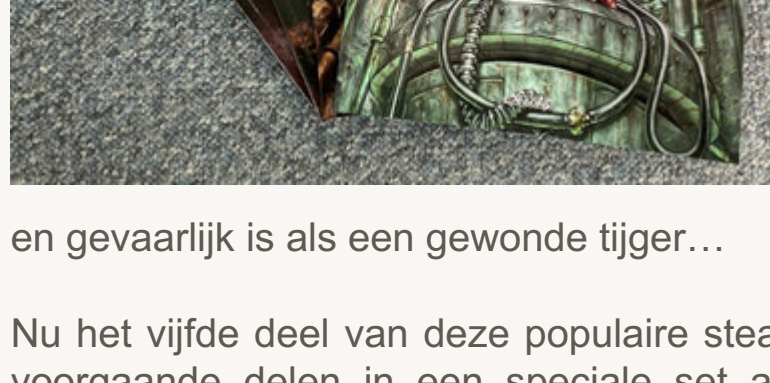 en gevaarlijk is als een gewonde tijger…
Nu het vijfde deel van deze populaire
voorgaande delen in een speciale set